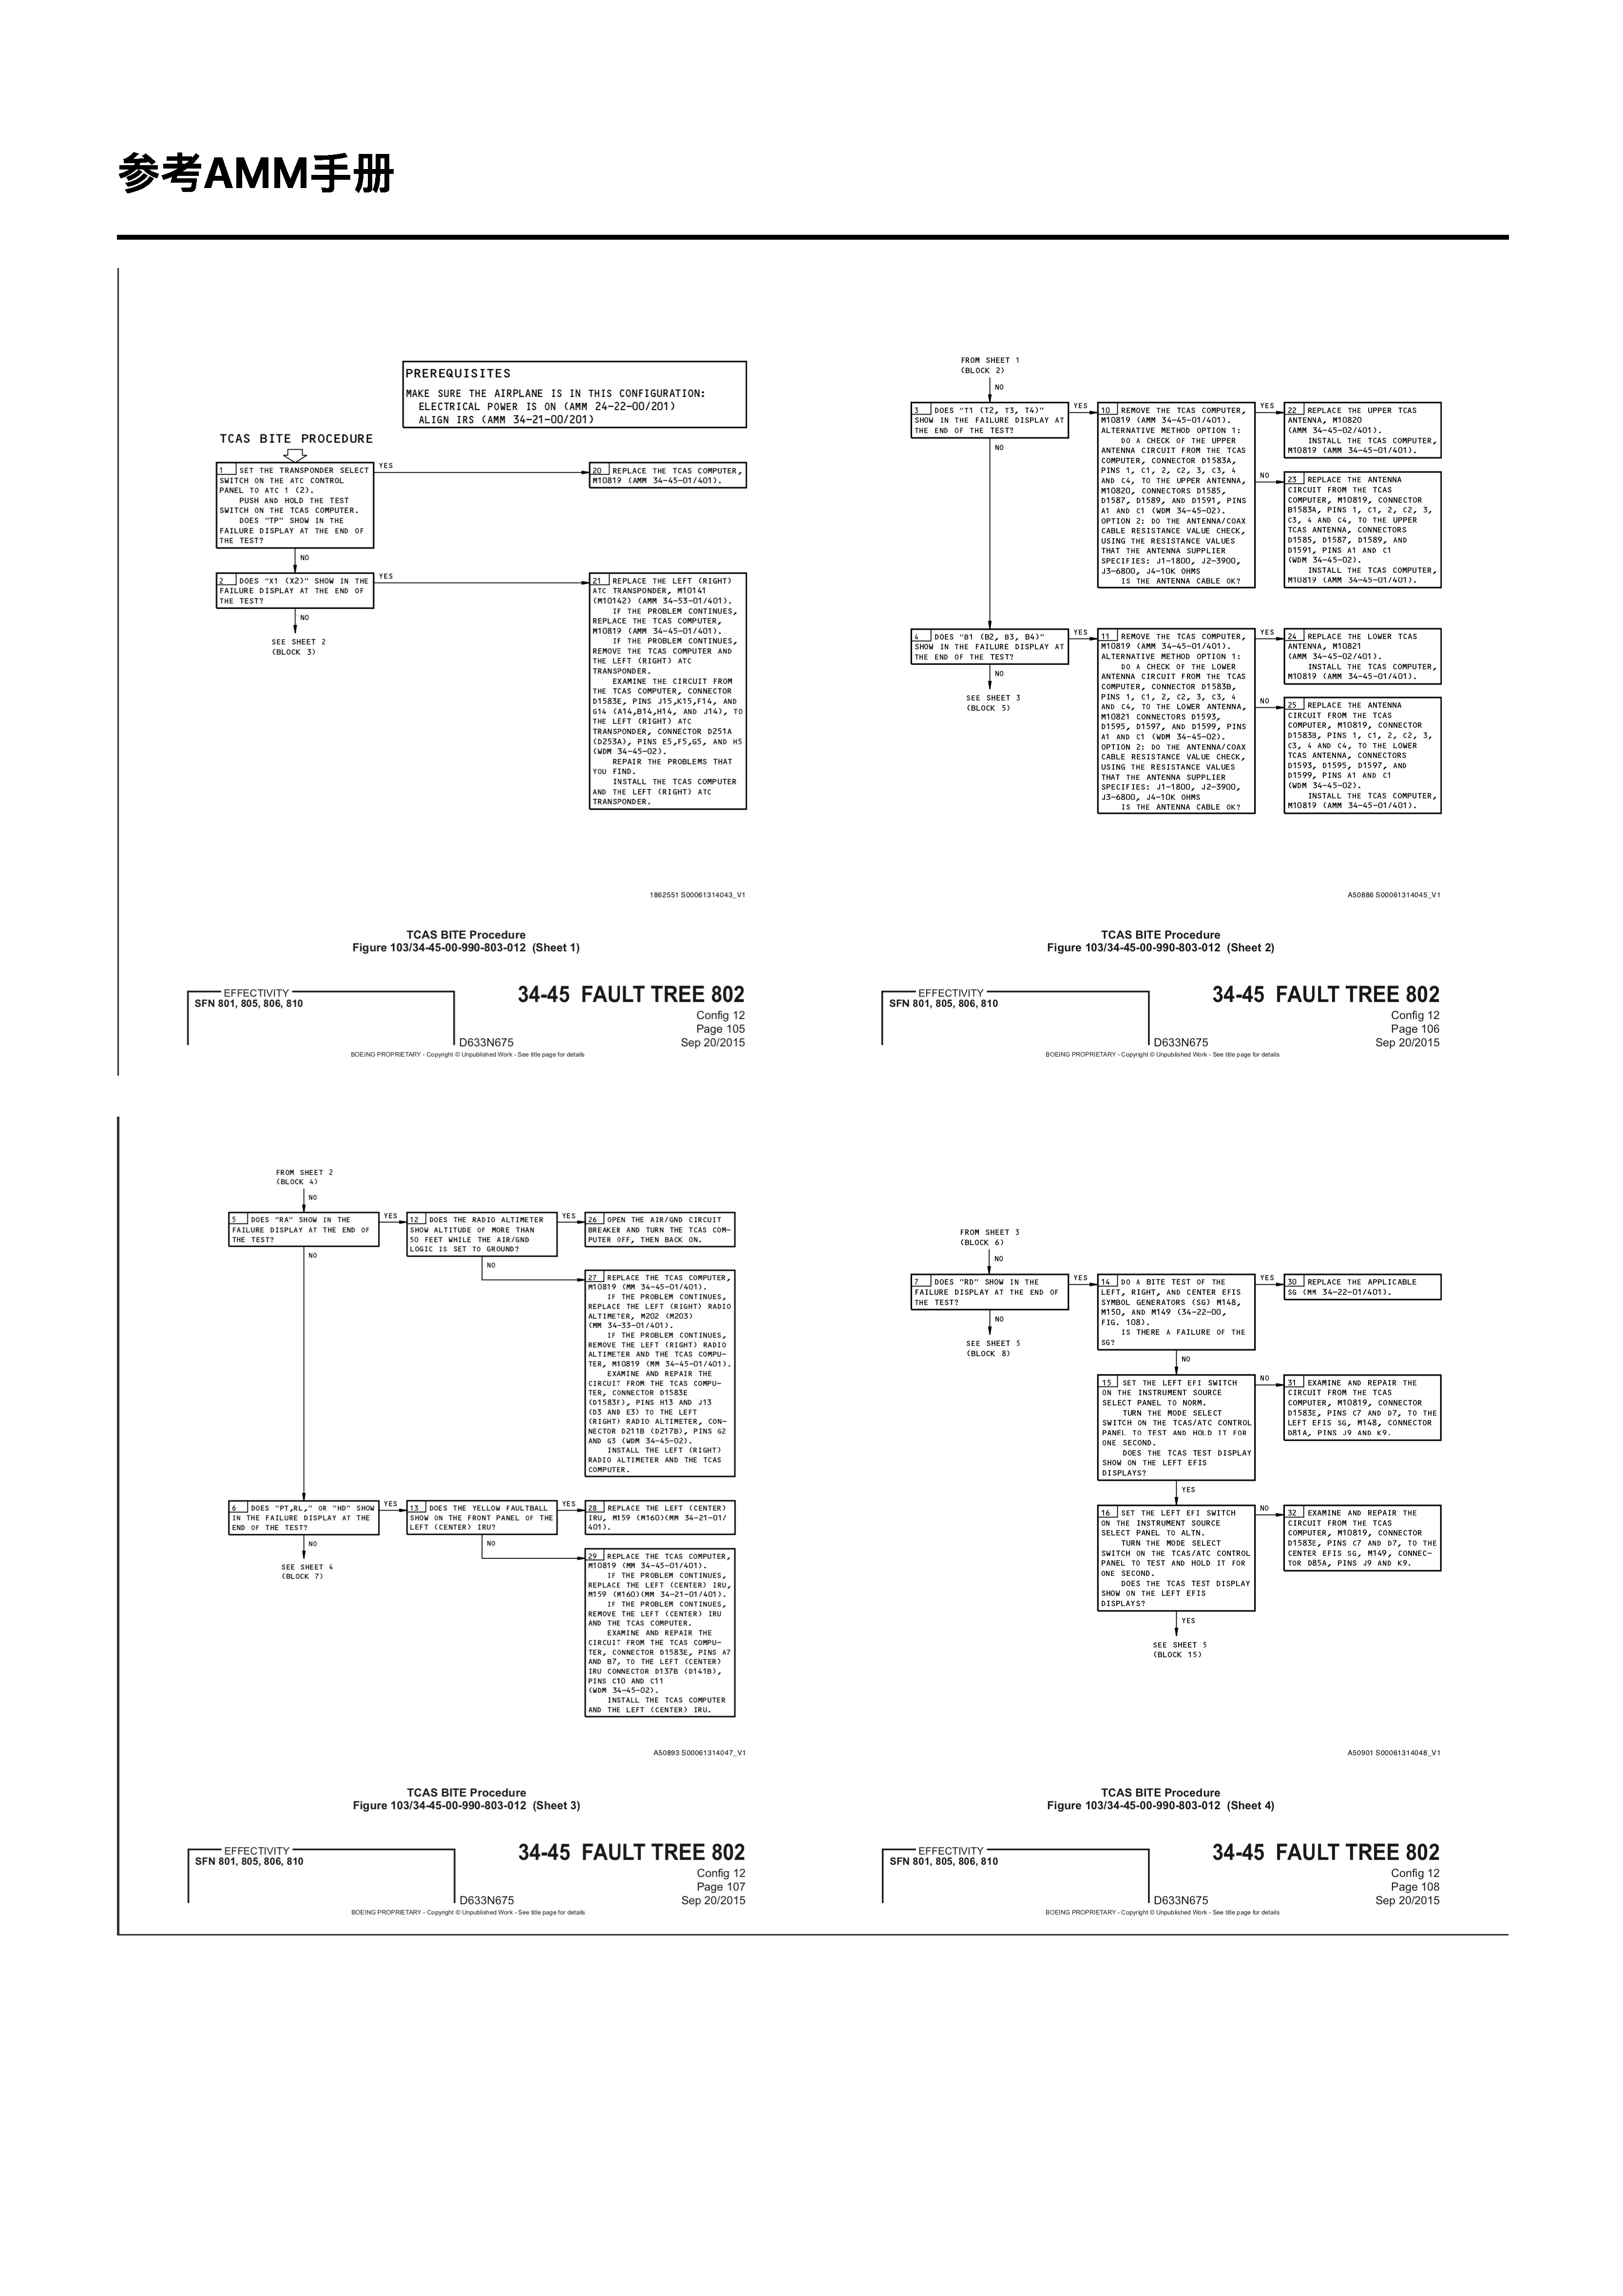 参考AMM手册
PREREQUISITES
MAKE SURE THE AIRPLANE IS IN THIS CONFIGURATION:
ELECTRICAL POWER IS ON (AMM 24-22-00/201)
ALIGN IRS (AMM 34-21-00/201)
TCAS BITE PROCEDURE
1 SET THE TRANSPONDER SELECT
SWITCH ON THE ATC CONTROL
PANEL TO ATC 1 (2).
PUSH AND HOLD THE TEST
SWITCH ON THE TCAS COMPUTER.
DOES "TP" SHOW IN THE
FAILURE DISPLAY AT THE END OF
THE TEST?
YES
20 REPLACE THE TCAS COMPUTER,
M10819 (AMM 34-45-01/401).
NO
2 DOES "X1 (X2)" SHOW IN THE
FAILURE DISPLAY AT THE END OF
THE TEST?
YES
21 REPLACE THE LEFT (RIGHT)
ATC TRANSPONDER, M10141
(M10142) (AMM 34-53-01/401).
IF THE PROBLEM CONTINUES,
REPLACE THE TCAS COMPUTER,
M10819 (AMM 34-45-01/401).
IF THE PROBLEM CONTINUES,
REMOVE THE TCAS COMPUTER AND
THE LEFT (RIGHT) ATC
TRANSPONDER.
EXAMINE THE CIRCUIT FROM
THE TCAS COMPUTER, CONNECTOR
D1583E, PINS J15,K15,F14, AND
G14 (A14,B14,H14, AND J14), TO
THE LEFT (RIGHT) ATC
TRANSPONDER, CONNECTOR D251A
(D253A), PINS E5,F5,G5, AND H5
(WDM 34-45-02).
REPAIR THE PROBLEMS THAT
YOU FIND.
INSTALL THE TCAS COMPUTER
AND THE LEFT (RIGHT) ATC
TRANSPONDER.
NO
SEE SHEET 2
(BLOCK 3)
1862551 S00061314043_V1
TCAS BITE Procedure
Figure 103/34-45-00-990-803-012 (Sheet 1)
EFFECTIVITY
SFN 801, 805, 806, 810
34-45 FAULT TREE 802
Config 12
Page 105
D633N675
Sep 20/2015
BOEING PROPRIETARY - Copyright © Unpublished Work - See title page for details
FROM SHEET 1
(BLOCK 2)
NO
3 DOES "T1 (T2, T3, T4)"
SHOW IN THE FAILURE DISPLAY AT
THE END OF THE TEST?
YES
10 REMOVE THE TCAS COMPUTER,
M10819 (AMM 34-45-01/401).
ALTERNATIVE METHOD OPTION 1:
DO A CHECK OF THE UPPER
ANTENNA CIRCUIT FROM THE TCAS
COMPUTER, CONNECTOR D1583A,
PINS 1, C1, 2, C2, 3, C3, 4
AND C4, TO THE UPPER ANTENNA,
M10820, CONNECTORS D1585,
D1587, D1589, AND D1591, PINS
A1 AND C1 (WDM 34-45-02).
OPTION 2: DO THE ANTENNA/COAX
CABLE RESISTANCE VALUE CHECK,
USING THE RESISTANCE VALUES
THAT THE ANTENNA SUPPLIER
SPECIFIES: J1-1800, J2-3900,
J3-6800, J4-10K OHMS
IS THE ANTENNA CABLE OK?
YES
22 REPLACE THE UPPER TCAS
ANTENNA, M10820
(AMM 34-45-02/401).
INSTALL THE TCAS COMPUTER,
M10819 (AMM 34-45-01/401).
NO
23 REPLACE THE ANTENNA
CIRCUIT FROM THE TCAS
COMPUTER, M10819, CONNECTOR
B1583A, PINS 1, C1, 2, C2, 3,
C3, 4 AND C4, TO THE UPPER
TCAS ANTENNA, CONNECTORS
D1585, D1587, D1589, AND
D1591, PINS A1 AND C1
(WDM 34-45-02).
INSTALL THE TCAS COMPUTER,
M10819 (AMM 34-45-01/401).
NO
4 DOES "B1 (B2, B3, B4)"
SHOW IN THE FAILURE DISPLAY AT
THE END OF THE TEST?
YES
11 REMOVE THE TCAS COMPUTER,
M10819 (AMM 34-45-01/401).
ALTERNATIVE METHOD OPTION 1:
DO A CHECK OF THE LOWER
ANTENNA CIRCUIT FROM THE TCAS
COMPUTER, CONNECTOR D1583B,
PINS 1, C1, 2, C2, 3, C3, 4
AND C4, TO THE LOWER ANTENNA,
M10821 CONNECTORS D1593,
D1595, D1597, AND D1599, PINS
A1 AND C1 (WDM 34-45-02).
OPTION 2: DO THE ANTENNA/COAX
CABLE RESISTANCE VALUE CHECK,
USING THE RESISTANCE VALUES
THAT THE ANTENNA SUPPLIER
SPECIFIES: J1-1800, J2-3900,
J3-6800, J4-10K OHMS
IS THE ANTENNA CABLE OK?
YES
24 REPLACE THE LOWER TCAS
ANTENNA, M10821
(AMM 34-45-02/401).
INSTALL THE TCAS COMPUTER,
M10819 (AMM 34-45-01/401).
NO
25 REPLACE THE ANTENNA
CIRCUIT FROM THE TCAS
COMPUTER, M10819, CONNECTOR
D1583B, PINS 1, C1, 2, C2, 3,
C3, 4 AND C4, TO THE LOWER
TCAS ANTENNA, CONNECTORS
D1593, D1595, D1597, AND
D1599, PINS A1 AND C1
(WDM 34-45-02).
INSTALL THE TCAS COMPUTER,
M10819 (AMM 34-45-01/401).
NO
SEE SHEET 3
(BLOCK 5)
A50886 S00061314045_V1
TCAS BITE Procedure
Figure 103/34-45-00-990-803-012 (Sheet 2)
EFFECTIVITY
SFN 801, 805, 806, 810
34-45 FAULT TREE 802
Config 12
Page 106
D633N675
Sep 20/2015
BOEING PROPRIETARY - Copyright © Unpublished Work - See title page for details
FROM SHEET 2
(BLOCK 4)
NO
5 DOES "RA" SHOW IN THE
FAILURE DISPLAY AT THE END OF
THE TEST?
YES
12 DOES THE RADIO ALTIMETER
SHOW ALTITUDE OF MORE THAN
50 FEET WHILE THE AIR/GND
LOGIC IS SET TO GROUND?
YES
26 OPEN THE AIR/GND CIRCUIT
BREAKER AND TURN THE TCAS COM-
PUTER OFF, THEN BACK ON.
NO
27 REPLACE THE TCAS COMPUTER,
M10819 (MM 34-45-01/401).
IF THE PROBLEM CONTINUES,
REPLACE THE LEFT (RIGHT) RADIO
ALTIMETER, M202 (M203)
(MM 34-33-01/401).
IF THE PROBLEM CONTINUES,
REMOVE THE LEFT (RIGHT) RADIO
ALTIMETER AND THE TCAS COMPU-
TER, M10819 (MM 34-45-01/401).
EXAMINE AND REPAIR THE
CIRCUIT FROM THE TCAS COMPU-
TER, CONNECTOR D1583E
(D1583F), PINS H13 AND J13
(D3 AND E3) TO THE LEFT
(RIGHT) RADIO ALTIMETER, CON-
NECTOR D211B (D217B), PINS G2
AND G3 (WDM 34-45-02).
INSTALL THE LEFT (RIGHT)
RADIO ALTIMETER AND THE TCAS
COMPUTER.
NO
6 DOES "PT,RL," OR "HD" SHOW
IN THE FAILURE DISPLAY AT THE
END OF THE TEST?
YES
13 DOES THE YELLOW FAULTBALL
SHOW ON THE FRONT PANEL OF THE
LEFT (CENTER) IRU?
YES
28 REPLACE THE LEFT (CENTER)
IRU, M159 (M160)(MM 34-21-01/
401).
NO
29 REPLACE THE TCAS COMPUTER,
M10819 (MM 34-45-01/401).
IF THE PROBLEM CONTINUES,
REPLACE THE LEFT (CENTER) IRU,
M159 (M160)(MM 34-21-01/401).
IF THE PROBLEM CONTINUES,
REMOVE THE LEFT (CENTER) IRU
AND THE TCAS COMPUTER.
EXAMINE AND REPAIR THE
CIRCUIT FROM THE TCAS COMPU-
TER, CONNECTOR D1583E, PINS A7
AND B7, TO THE LEFT (CENTER)
IRU CONNECTOR D137B (D141B),
PINS C10 AND C11
(WDM 34-45-02).
INSTALL THE TCAS COMPUTER
AND THE LEFT (CENTER) IRU.
NO
SEE SHEET 4
(BLOCK 7)
A50893 S00061314047_V1
TCAS BITE Procedure
Figure 103/34-45-00-990-803-012 (Sheet 3)
EFFECTIVITY
SFN 801, 805, 806, 810
34-45 FAULT TREE 802
Config 12
Page 107
D633N675
Sep 20/2015
BOEING PROPRIETARY - Copyright © Unpublished Work - See title page for details
FROM SHEET 3
(BLOCK 6)
NO
7 DOES "RD" SHOW IN THE
FAILURE DISPLAY AT THE END OF
THE TEST?
YES
14 DO A BITE TEST OF THE
LEFT, RIGHT, AND CENTER EFIS
SYMBOL GENERATORS (SG) M148,
M150, AND M149 (34-22-00,
FIG. 108).
IS THERE A FAILURE OF THE
SG?
YES
30 REPLACE THE APPLICABLE
SG (MM 34-22-01/401).
NO
SEE SHEET 5
(BLOCK 8)
NO
15 SET THE LEFT EFI SWITCH
ON THE INSTRUMENT SOURCE
SELECT PANEL TO NORM.
TURN THE MODE SELECT
SWITCH ON THE TCAS/ATC CONTROL
PANEL TO TEST AND HOLD IT FOR
ONE SECOND.
DOES THE TCAS TEST DISPLAY
SHOW ON THE LEFT EFIS
DISPLAYS?
NO
31 EXAMINE AND REPAIR THE
CIRCUIT FROM THE TCAS
COMPUTER, M10819, CONNECTOR
D1583E, PINS C7 AND D7, TO THE
LEFT EFIS SG, M148, CONNECTOR
D81A, PINS J9 AND K9.
YES
16 SET THE LEFT EFI SWITCH
ON THE INSTRUMENT SOURCE
SELECT PANEL TO ALTN.
TURN THE MODE SELECT
SWITCH ON THE TCAS/ATC CONTROL
PANEL TO TEST AND HOLD IT FOR
ONE SECOND.
DOES THE TCAS TEST DISPLAY
SHOW ON THE LEFT EFIS
DISPLAYS?
NO
32 EXAMINE AND REPAIR THE
CIRCUIT FROM THE TCAS
COMPUTER, M10819, CONNECTOR
D1583E, PINS C7 AND D7, TO THE
CENTER EFIS SG, M149, CONNEC-
TOR D85A, PINS J9 AND K9.
YES
SEE SHEET 5
(BLOCK 15)
A50901 S00061314048_V1
TCAS BITE Procedure
Figure 103/34-45-00-990-803-012 (Sheet 4)
EFFECTIVITY
SFN 801, 805, 806, 810
34-45 FAULT TREE 802
Config 12
Page 108
D633N675
Sep 20/2015
BOEING PROPRIETARY - Copyright © Unpublished Work - See title page for details